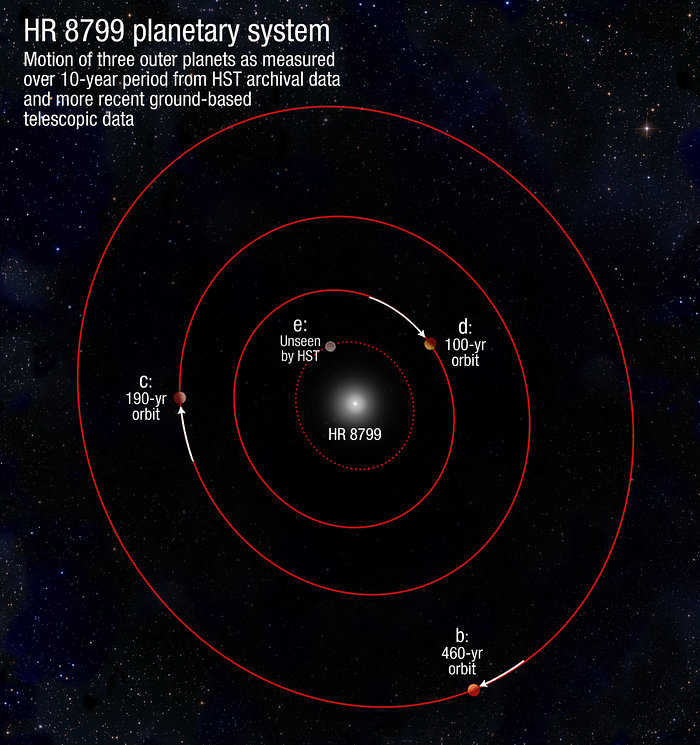 HR 8799 planetary system
Motion of three outer planets as measured
over 10-year period from HST archival data
and more recent ground-based
telescopic data
e:
Unseen
by HST
d:
100-yr
orbit
c:
190-yr
orbit
HR 8799
b:
460-yr
orbit